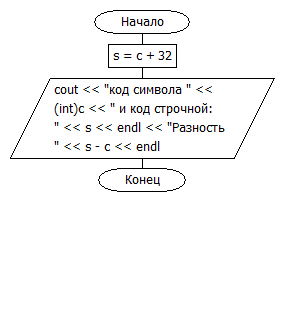 Начало
s = c + 32
cout << "код символа " <<
(int)c << " и код строчной:
" << s << endl << "Разность
" << s - c << endl
Конец